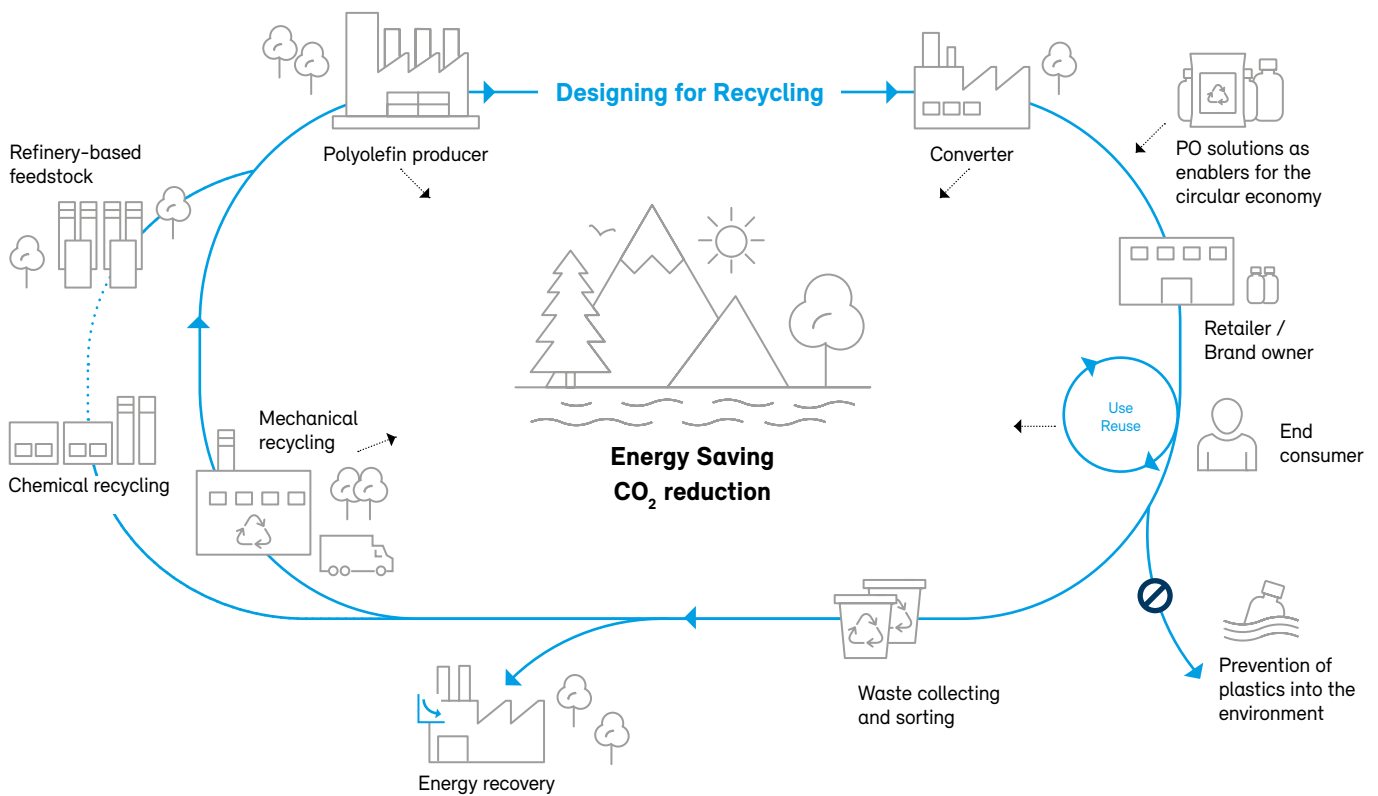 Designing for Recycling
Polyolefin producer
Converter
PO solutions as
enablers for the
circular economy
Refinery-based
feedstock
Retailer /
Brand owner
Use
Reuse
End
consumer
Mechanical
recycling
Energy Saving
CO₂ reduction
Chemical recycling
Waste collecting
and sorting
Prevention of
plastics into the
environment
Energy recovery